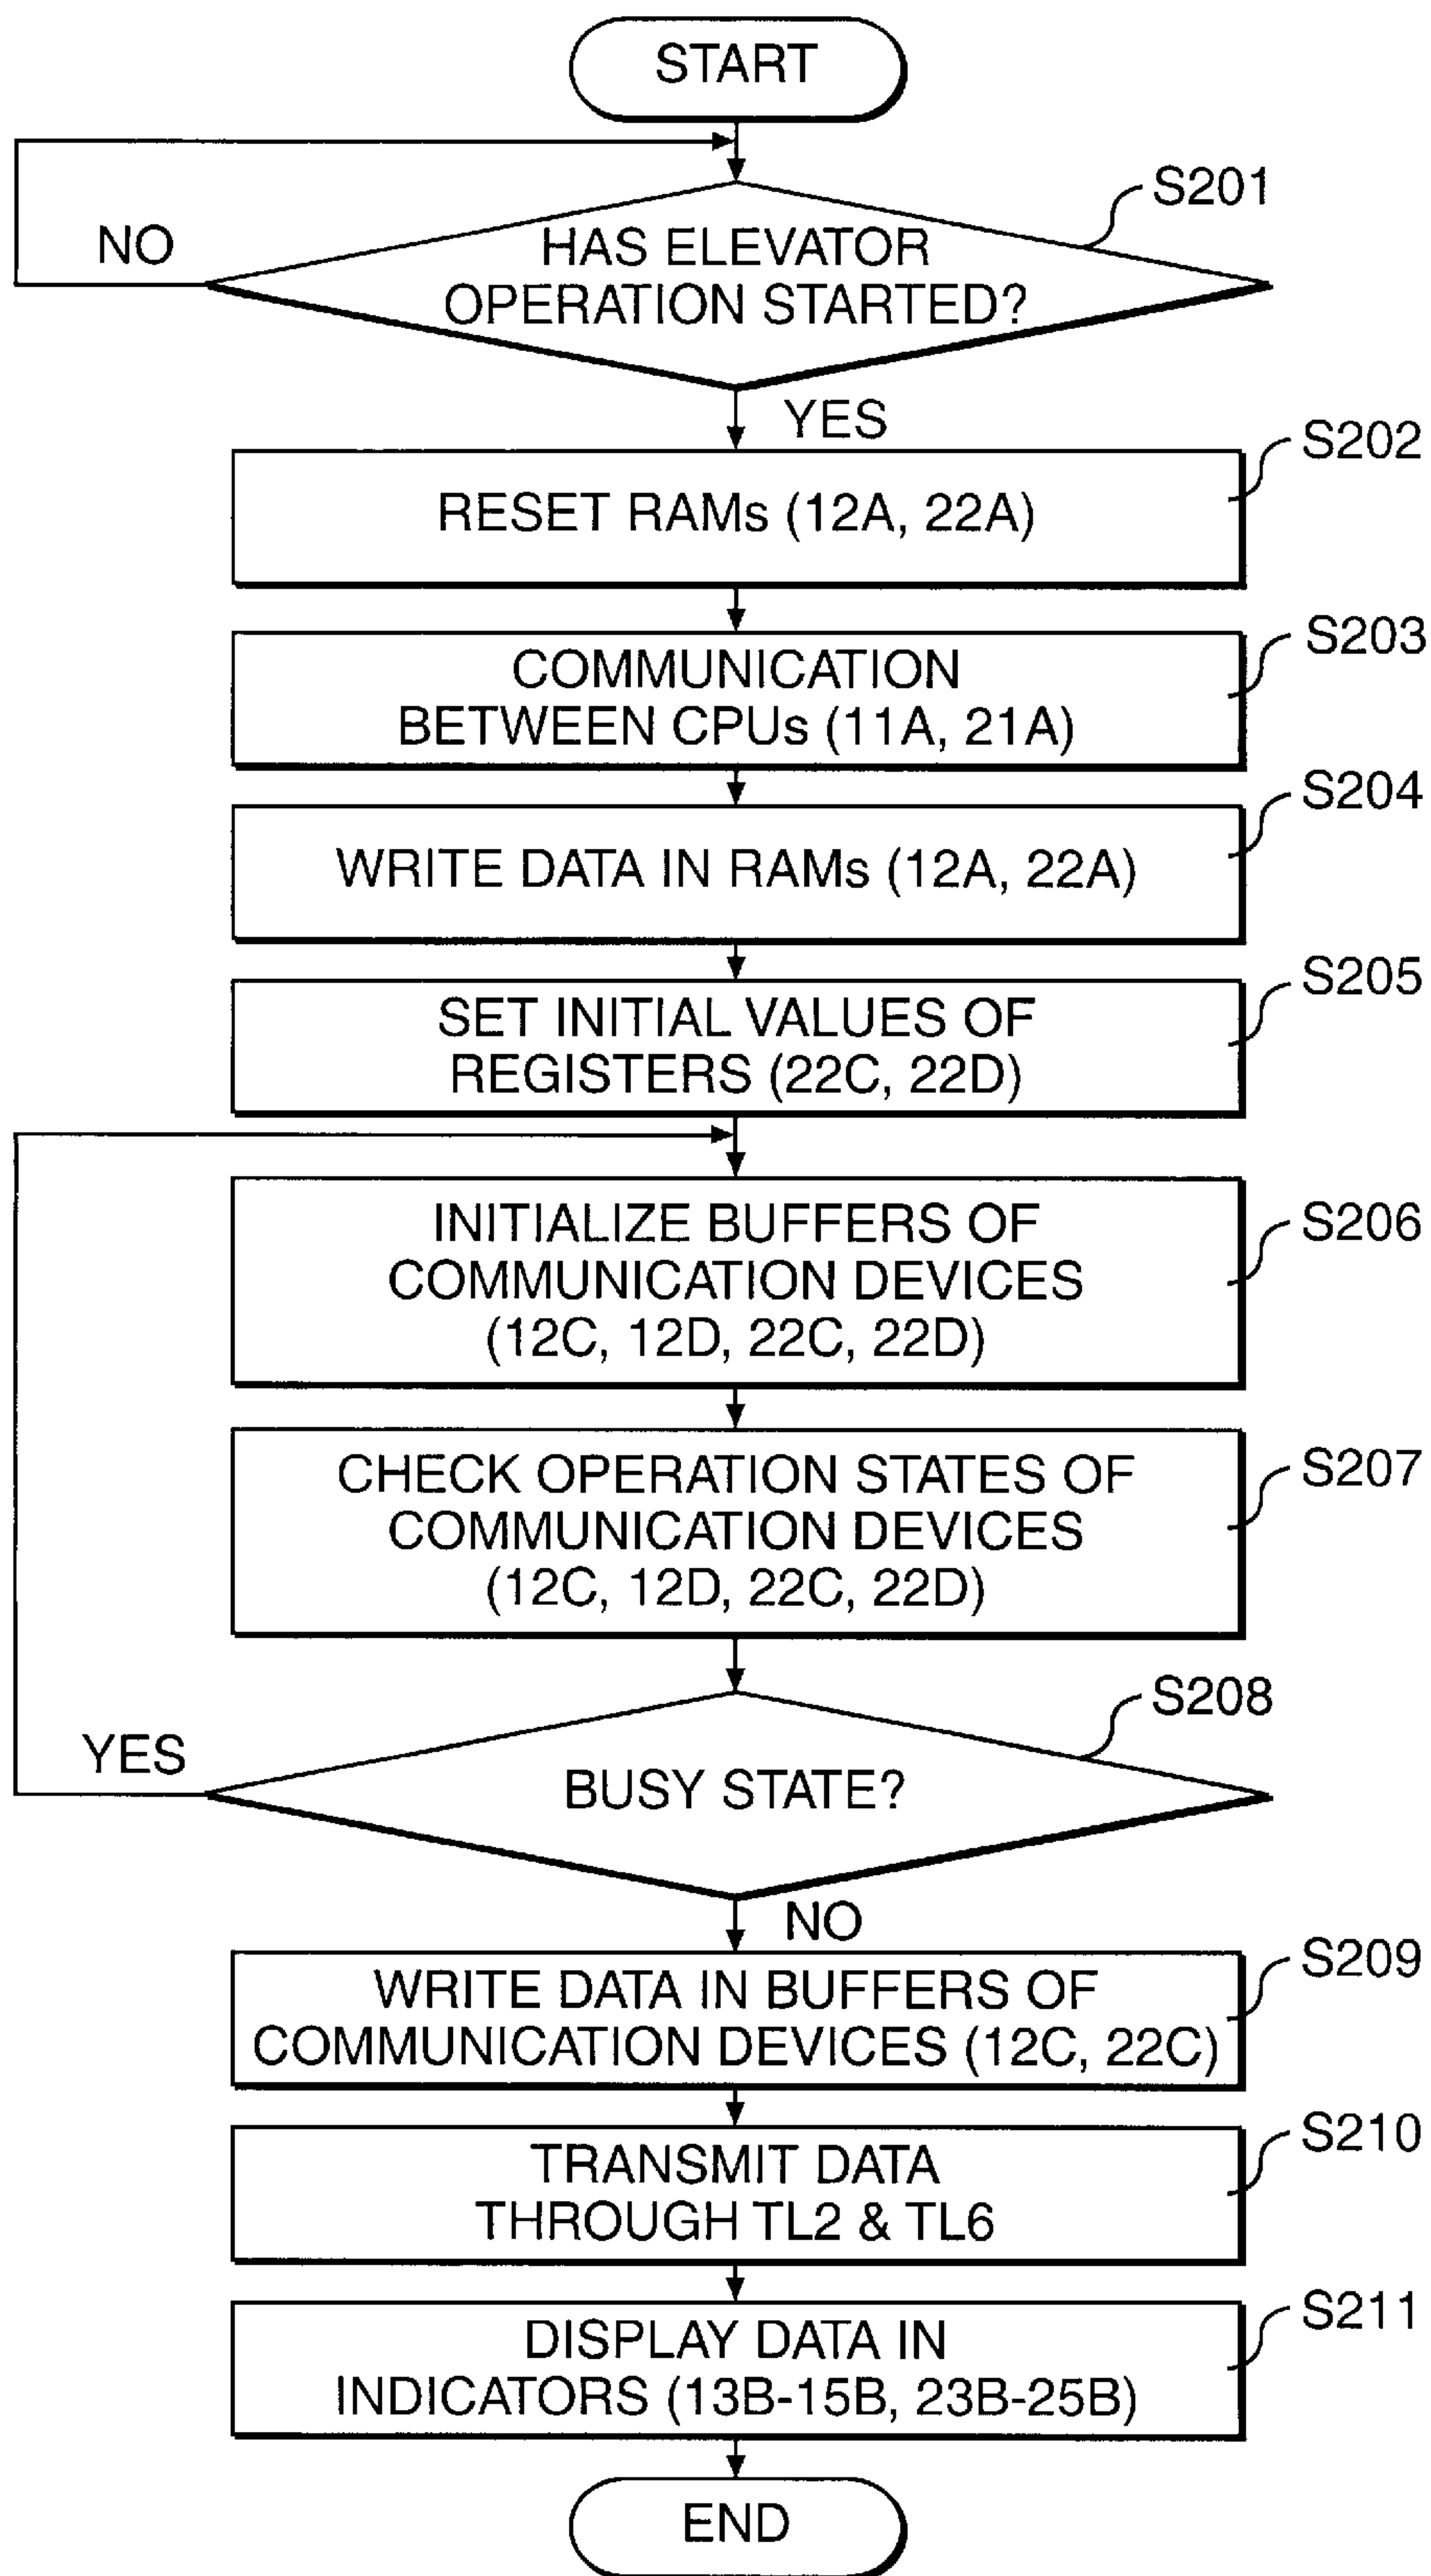 START
S201
NO
HAS ELEVATOR
OPERATION STARTED?
YES
S202
RESET RAMs (12A, 22A)
S203
COMMUNICATION
BETWEEN CPUs (11A, 21A)
S204
WRITE DATA IN RAMs (12A, 22A)
S205
SET INITIAL VALUES OF
REGISTERS (22C, 22D)
S206
INITIALIZE BUFFERS OF
COMMUNICATION DEVICES
(12C, 12D, 22C, 22D)
S207
CHECK OPERATION STATES OF
COMMUNICATION DEVICES
(12C, 12D, 22C, 22D)
S208
YES
BUSY STATE?
NO
S209
WRITE DATA IN BUFFERS OF
COMMUNICATION DEVICES (12C, 22C)
S210
TRANSMIT DATA
THROUGH TL2 & TL6
S211
DISPLAY DATA IN
INDICATORS (13B-15B, 23B-25B)
END